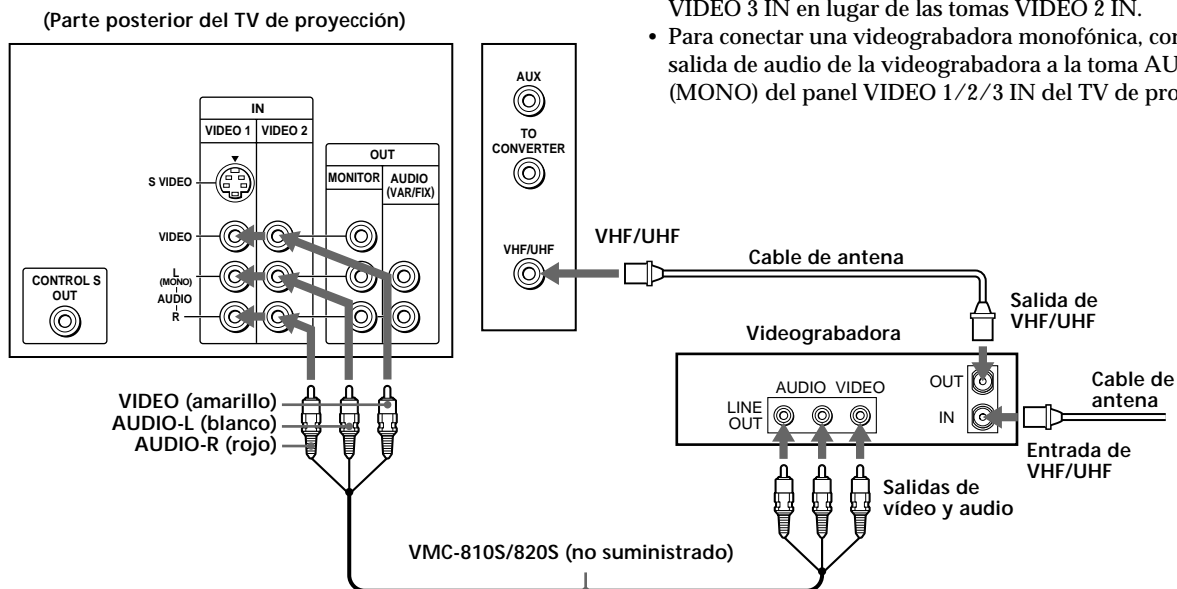 VIDEO 3 IN en lugar de las tomas VIDEO 2 IN.
• Para conectar una videograbadora monofónica,
salida de audio de la videograbadora a la toma
(MONO) del panel VIDEO 1/2/3 IN del TV de
(Parte posterior del TV de proyección)
IN
VIDEO 1 VIDEO 2
OUT
MONITOR AUDIO
(VAR/FIX)
S VIDEO
VIDEO
L
(MONO)
AUDIO
R
CONTROL S
OUT
AUX
TO
CONVERTER
VHF/UHF
VHF/UHF
Cable de antena
Salida de
VHF/UHF
Videograbadora
AUDIO VIDEO
LINE
OUT
OUT
IN
Cable de
antena
Entrada de
VHF/UHF
Salidas de
vídeo y audio
VIDEO (amarillo)
AUDIO-L (blanco)
AUDIO-R (rojo)
VMC-810S/820S (no suministrado)